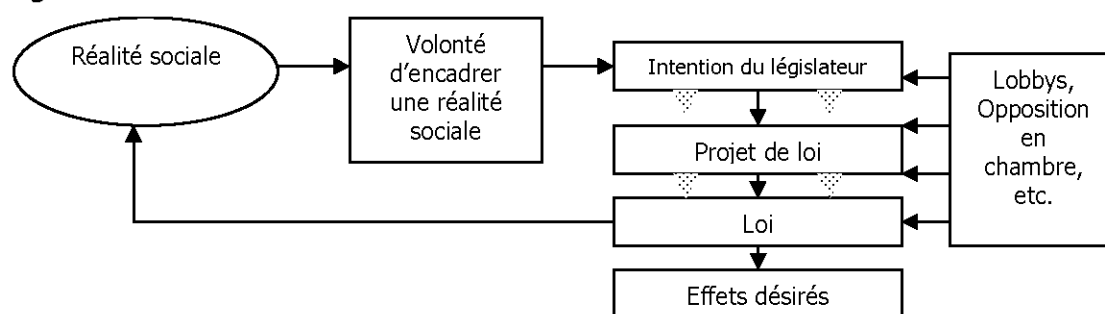 Réalité sociale
Volonté
d'encadrer
une réalité
sociale
Intention du législateur
Projet de loi
Loi
Effets désirés
Lobbys,
Opposition
en
chambre,
etc.